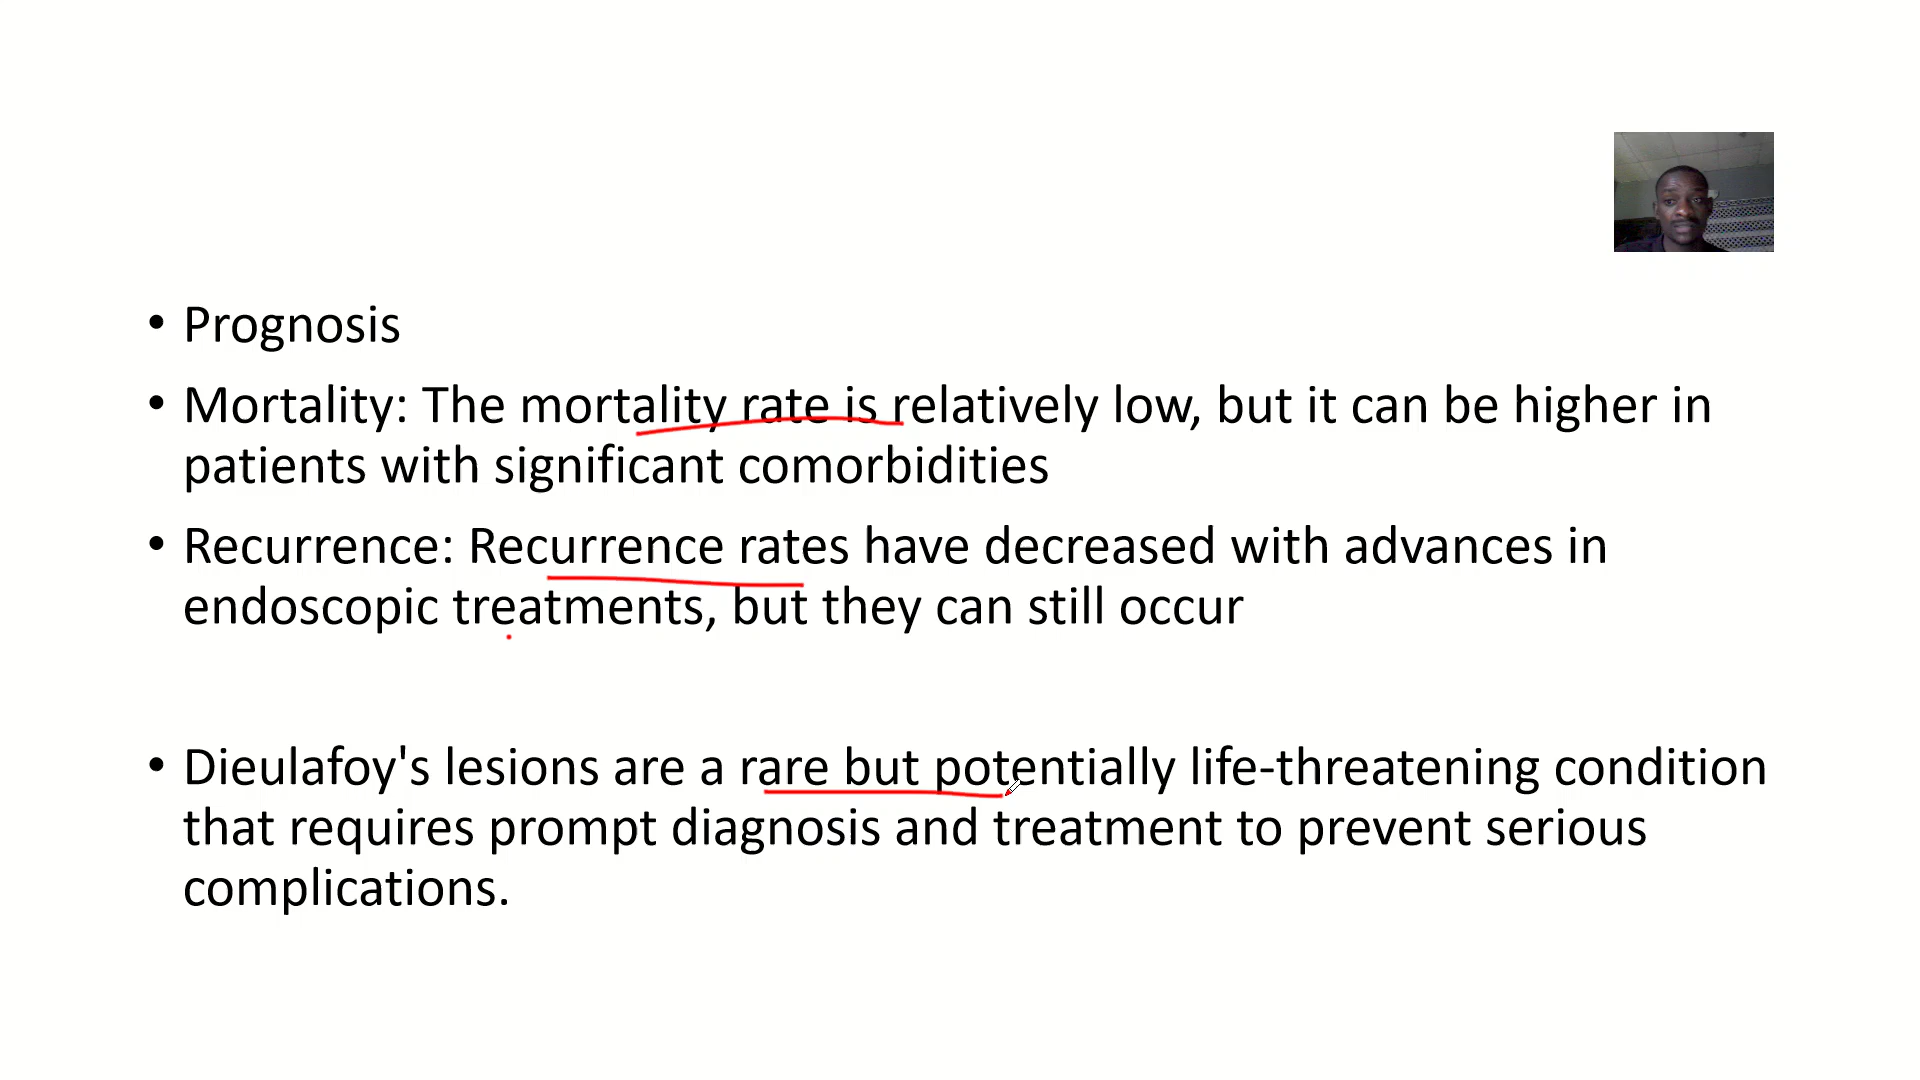 • Prognosis
• Mortality: The mortality rate is relatively low, but it can be higher in
patients with significant comorbidities
• Recurrence: Recurrence rates have decreased with advances in
endoscopic treatments, but they can still occur
• Dieulafoy's lesions are a rare but potentially life-threatening condition
that requires prompt diagnosis and treatment to prevent serious
complications.